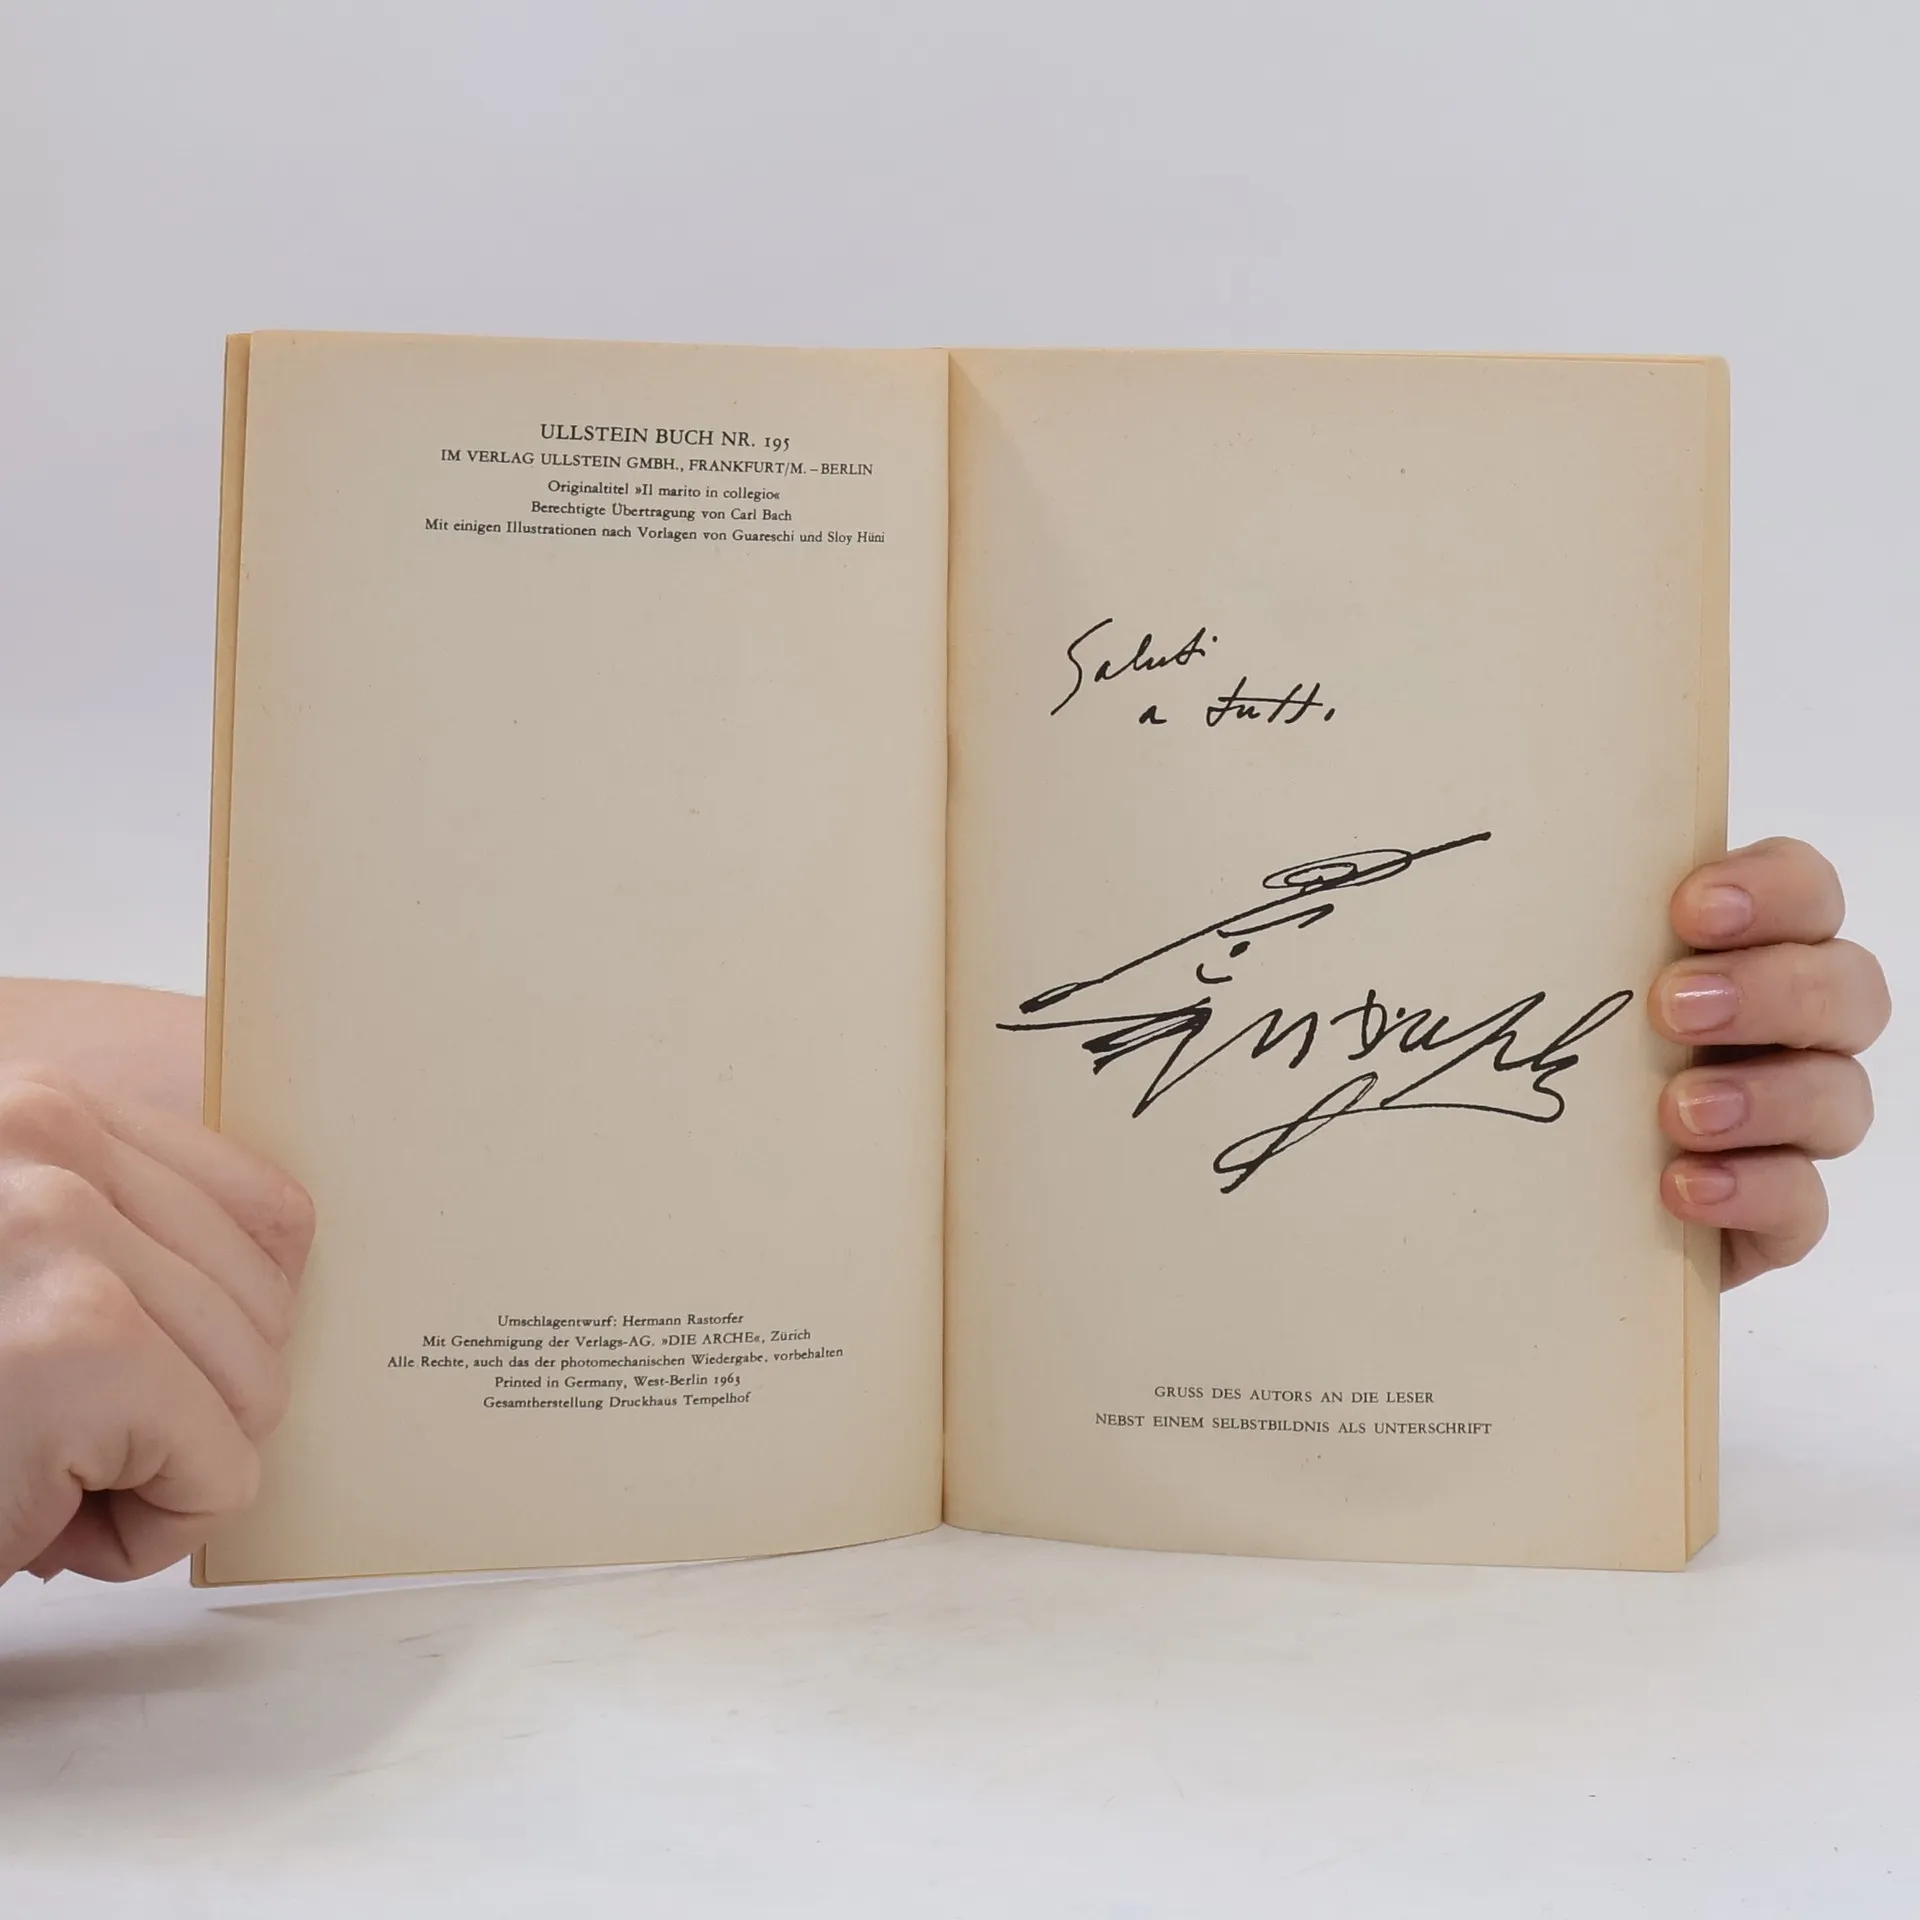 ULLSTEIN BUCH NR. 195
IM VERLAG ULLSTEIN GMBH., FRANKFURT/M. – BERLIN
Originaltitel »Il marito in collegio«
Berechtigte Übertragung von Carl Bach
Mit einigen Illustrationen nach Vorlagen von Guareschi und Sloy Hüni
Umschlagentwurf: Hermann Rastorfer
Mit Genehmigung der Verlags-AG. »DIE ARCHE«, Zürich
Alle Rechte, auch das der photomechanischen Wiedergabe, vorbehalten
Printed in Germany, West-Berlin 1963
Gesamtherstellung Druckhaus Tempelhof
Saluti
a tutti
GRUSS DES AUTORS AN DIE LESER
NEBST EINEM SELBSTBILDNIS ALS UNTERSCHRIFT